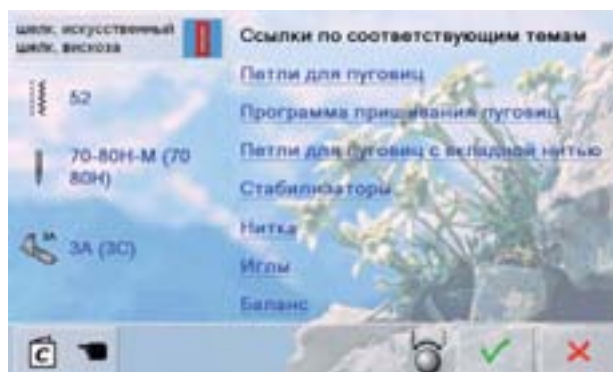 шелк, искусственный
шелк, вискоза
52
70-80H-M (70
80H)
3A
3A (3C)
Ссылки по соответствующим темам
Петли для пуговиц
Программа пришивания пуговиц
Петли для пуговиц с вкладной нитью
Стабилизаторы
Нитка
Иглы
Баланс
C